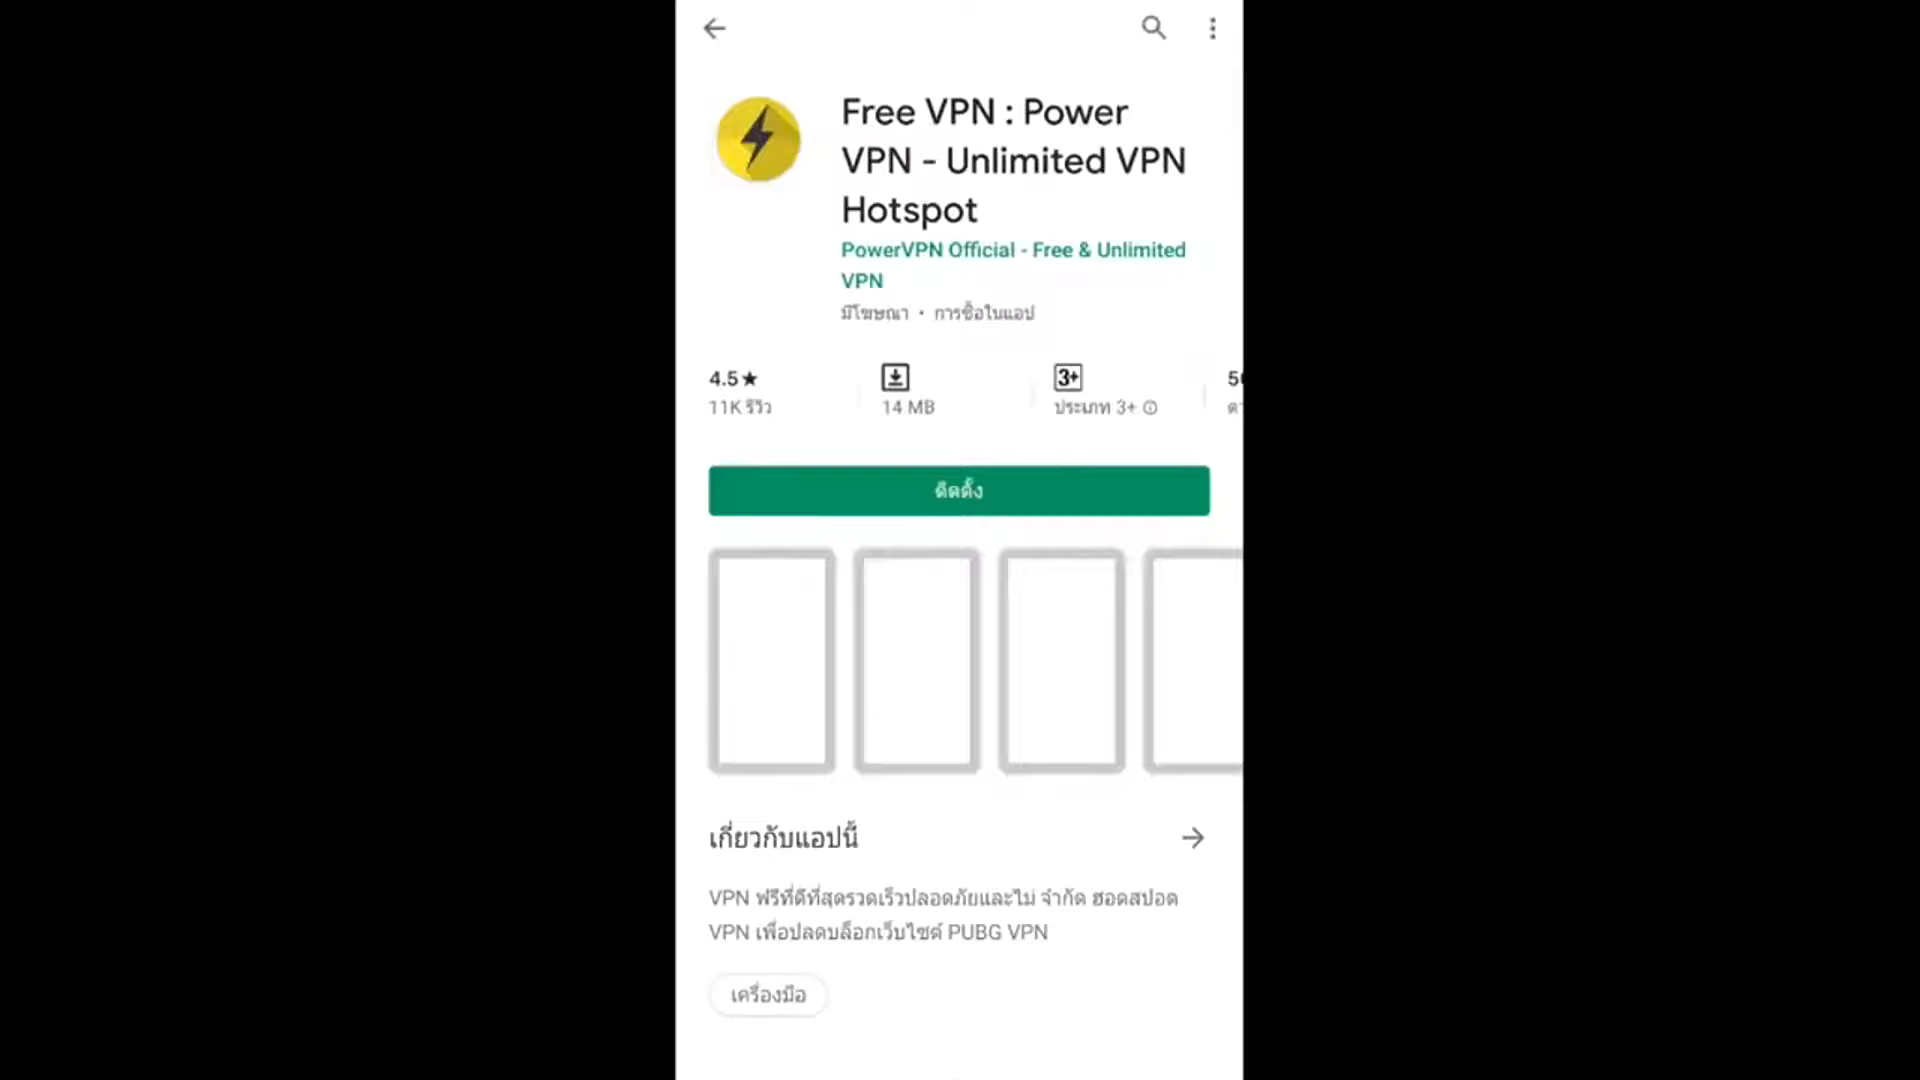 Free VPN : Power
VPN - Unlimited VPN
Hotspot
PowerVPN Official - Free & Unlimited
VPN
มีโฆษณา • การซื้อในแอป
4.5★
3+
11K รีวิว
14 MB
ประเภท 3+
ติดตั้ง
เกี่ยวกับแอปนี้
VPN ฟรีที่ดีที่สุดรวดเร็วปลอดภัยและไม่ จำกัด ฮอตสปอต
VPN เพื่อปลดบล็อกเว็บไซต์ PUBG VPN
เครื่องมือ